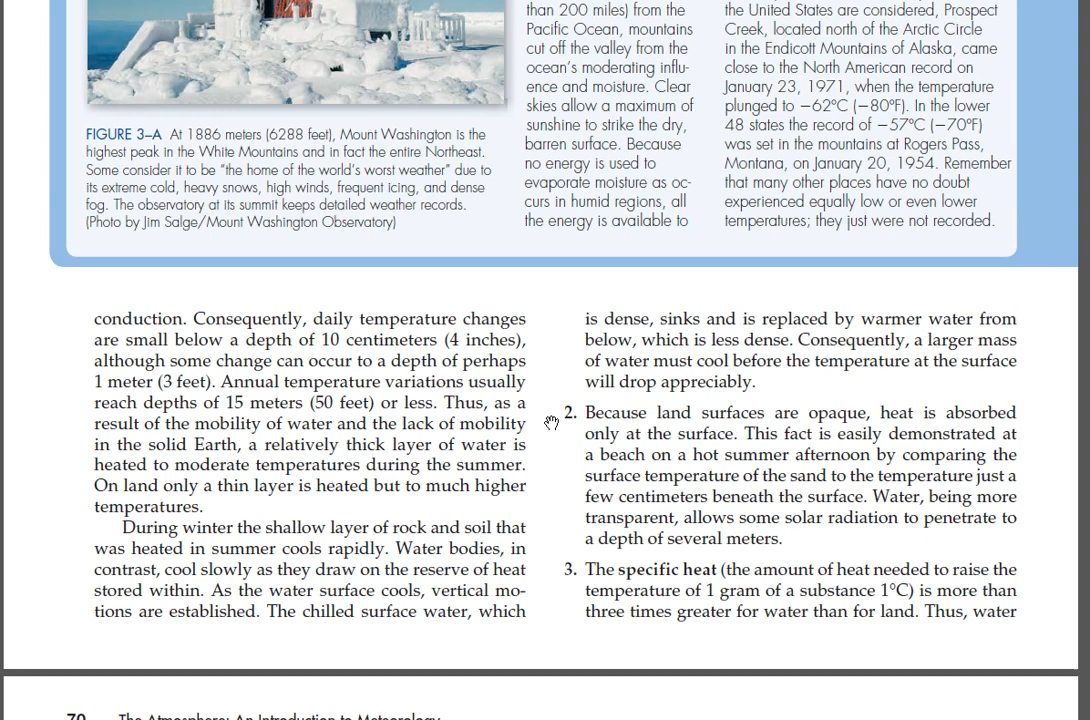 than 200 miles) from the
Pacific Ocean, mountains
cut off the valley from the
ocean's moderating influ-
ence and moisture. Clear
skies allow a maximum of
sunshine to strike the dry,
barren surface. Because
no energy is used to
evaporate moisture as oc-
curs in humid regions, all
the energy is available to
the United States are considered, Prospect
Creek, located north of the Arctic Circle
in the Endicott Mountains of Alaska, came
close to the North American record on
January 23, 1971, when the temperature
plunged to −62°C (−80°F). In the lower
48 states the record of −57°C (−70°F)
was set in the mountains at Rogers Pass,
Montana, on January 20, 1954. Remember
that many other places have no doubt
experienced equally low or even lower
temperatures; they just were not recorded.
FIGURE 3–A At 1886 meters (6288 feet), Mount Washington is the
highest peak in the White Mountains and in fact the entire Northeast.
Some consider it to be "the home of the world's worst weather" due to
its extreme cold, heavy snows, high winds, frequent icing, and dense
fog. The observatory at its summit keeps detailed weather records.
(Photo by Jim Salge/Mount Washington Observatory)
conduction. Consequently, daily temperature changes
are small below a depth of 10 centimeters (4 inches),
although some change can occur to a depth of perhaps
1 meter (3 feet). Annual temperature variations usually
reach depths of 15 meters (50 feet) or less. Thus, as a
result of the mobility of water and the lack of mobility
in the solid Earth, a relatively thick layer of water is
heated to moderate temperatures during the summer.
On land only a thin layer is heated but to much higher
temperatures.
During winter the shallow layer of rock and soil that
was heated in summer cools rapidly. Water bodies, in
contrast, cool slowly as they draw on the reserve of heat
stored within. As the water surface cools, vertical mo-
tions are established. The chilled surface water, which
is dense, sinks and is replaced by warmer water from
below, which is less dense. Consequently, a larger mass
of water must cool before the temperature at the surface
will drop appreciably.
2. Because land surfaces are opaque, heat is absorbed
only at the surface. This fact is easily demonstrated at
a beach on a hot summer afternoon by comparing the
surface temperature of the sand to the temperature just a
few centimeters beneath the surface. Water, being more
transparent, allows some solar radiation to penetrate to
a depth of several meters.
3. The specific heat (the amount of heat needed to raise the
temperature of 1 gram of a substance 1°C) is more than
three times greater for water than for land. Thus, water
70 The Atmosphere: An Introduction to Meteorology